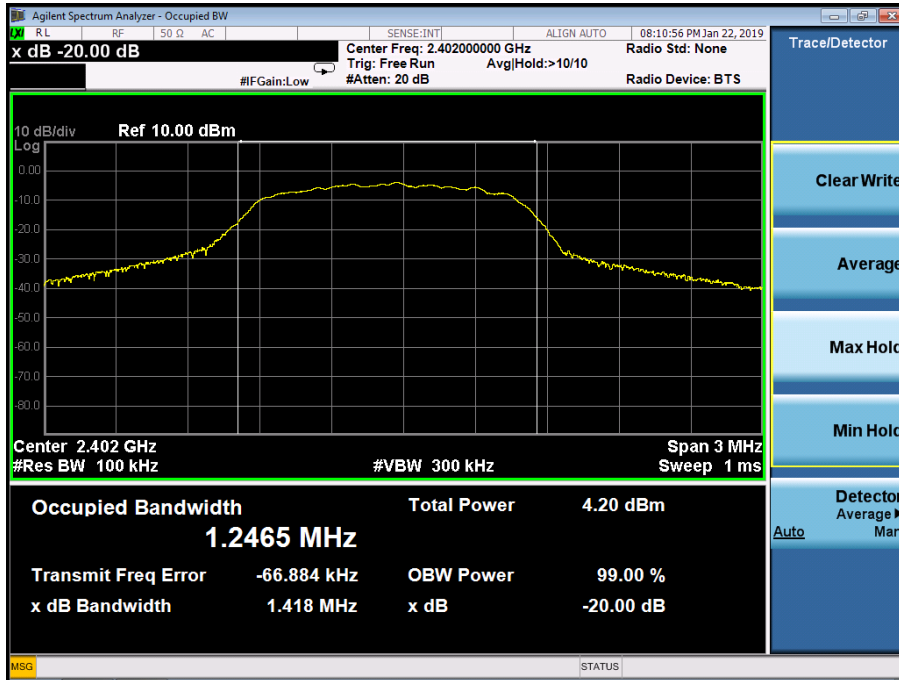 Agilent Spectrum Analyzer - Occupied BW
LXI RL RF 50 Ω AC SENSE:INT ALIGN AUTO 08:10:56 PM Jan 22, 2019
x dB -20.00 dB
Center Freq: 2.402000000 GHz Radio Std: None
Trig: Free Run Avg|Hold:>10/10
#IFGain:Low #Atten: 20 dB Radio Device: BTS
Trace/Detector
10 dB/div Ref 10.00 dBm
Log
0.00
-10.0
-20.0
-30.0
-40.0
-50.0
-60.0
-70.0
-80.0
Center 2.402 GHz Span 3 MHz
#Res BW 100 kHz #VBW 300 kHz Sweep 1 ms
Occupied Bandwidth Total Power 4.20 dBm
1.2465 MHz
Transmit Freq Error -66.884 kHz OBW Power 99.00 %
x dB Bandwidth 1.418 MHz x dB -20.00 dB
Clear Write
Average
Max Hold
Min Hold
Detector
Average
Auto Man
MSG STATUS